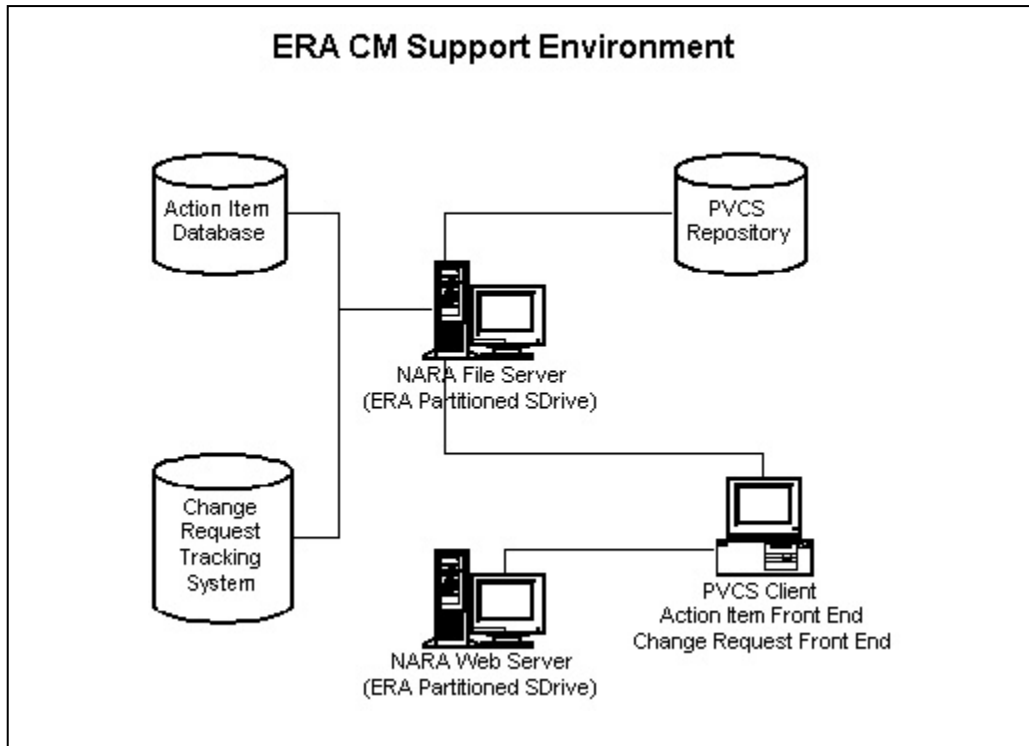 ERA CM Support Environment
Action Item
Database
PVCS
Repository
NARA File Server
(ERA Partitioned SDrive)
Change
Request
Tracking
System
PVCS Client
Action Item Front End
Change Request Front End
NARA Web Server
(ERA Partitioned SDrive)